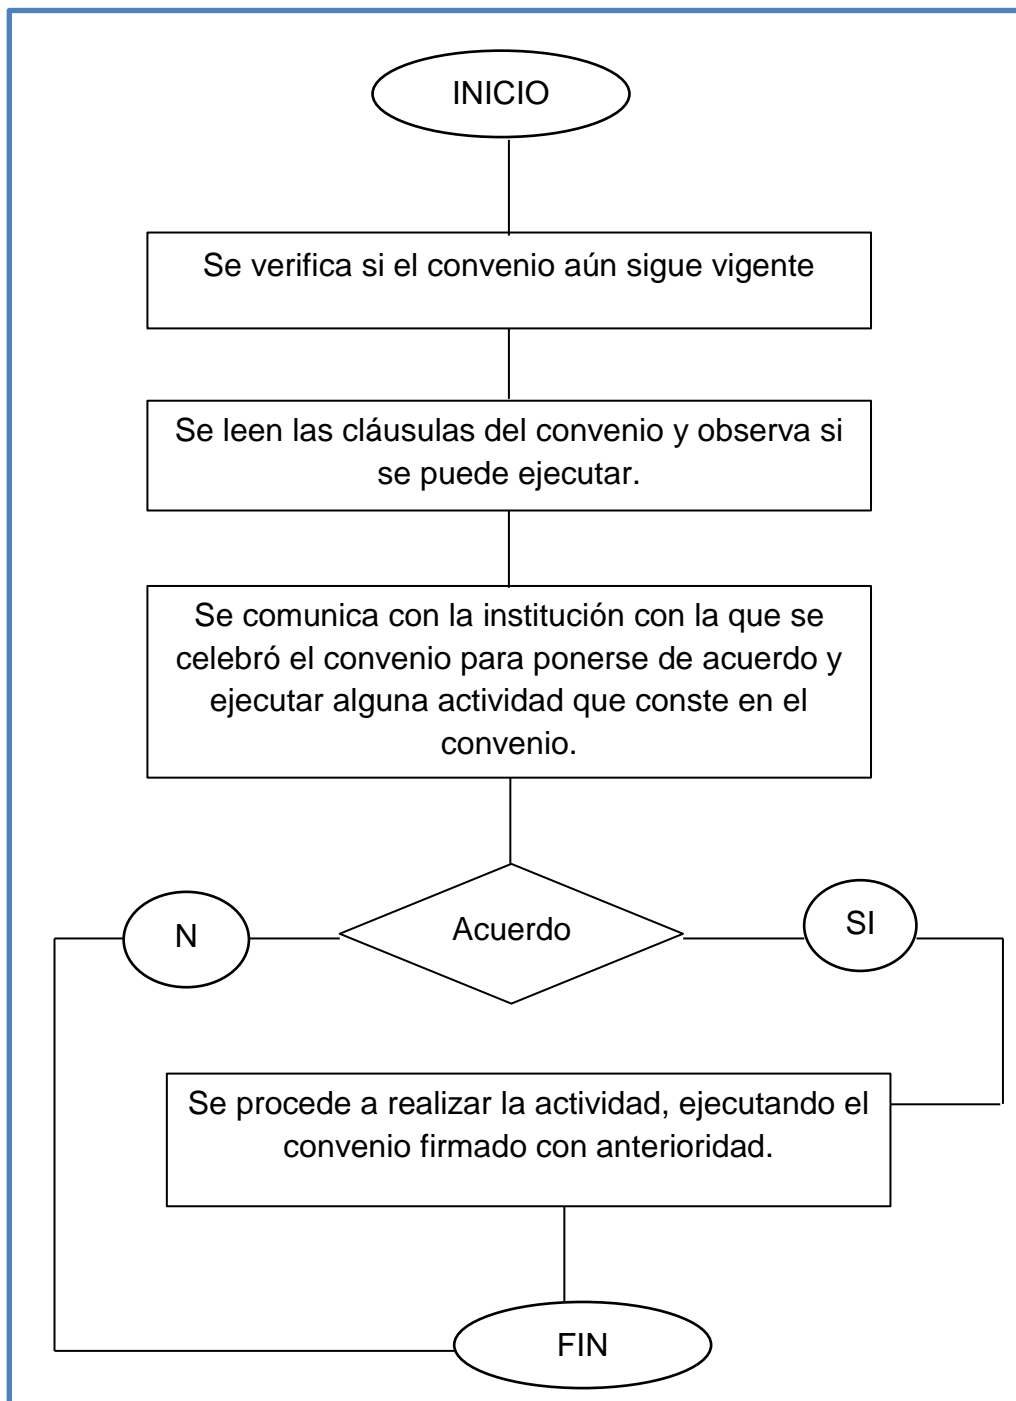 INICIO
Se verifica si el convenio aún sigue vigente
Se leen las cláusulas del convenio y observa si
se puede ejecutar.
Se comunica con la institución con la que se
celebró el convenio para ponerse de acuerdo y
ejecutar alguna actividad que conste en el
convenio.
N
Acuerdo
SI
Se procede a realizar la actividad, ejecutando el
convenio firmado con anterioridad.
FIN